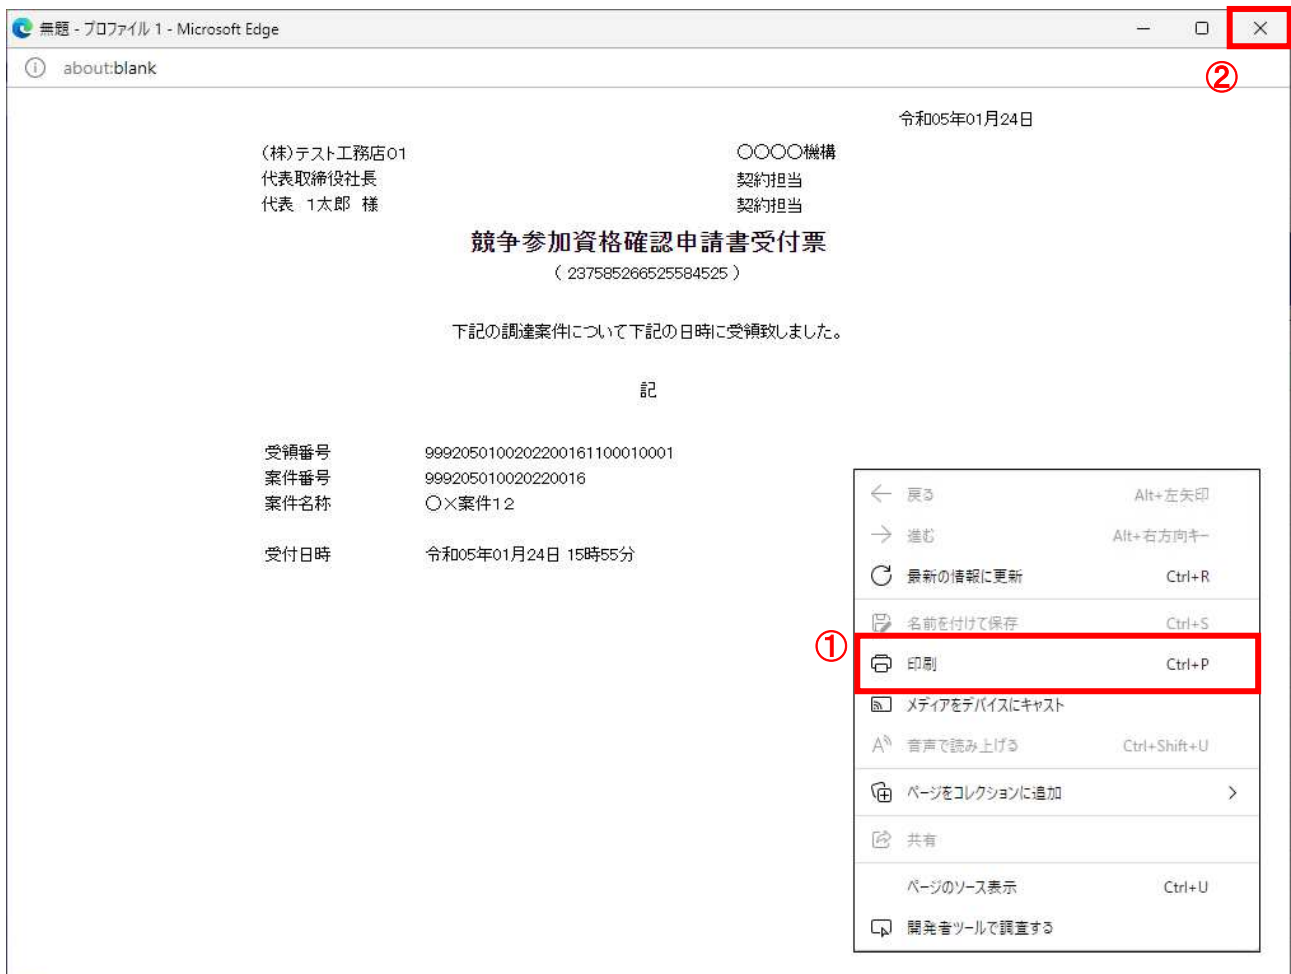 無題 - プロファイル 1 - Microsoft Edge
about:blank
②
令和05年01月24日
(株)テスト工務店01
〇〇〇〇機構
代表取締役社長
契約担当
代表 1太郎 様
契約担当
競争参加資格確認申請書受付票
( 237585266525584525 )
下記の調達案件について下記の日時に受領致しました。
記
受領番号 99920501002022001611000 10001
案件番号 999205010020220016
案件名称 〇×案件12
受付日時 令和05年01月24日 15時55分
戻る Alt+左矢印
進む Alt+右方向キー
最新の情報に更新 Ctrl+R
名前を付けて保存 Ctrl+S
①
印刷 Ctrl+P
メディアをデバイスにキャスト
音声で読み上げる Ctrl+Shift+U
ページをコレクションに追加
共有
ページのソース表示 Ctrl+U
開発者ツールで調査する